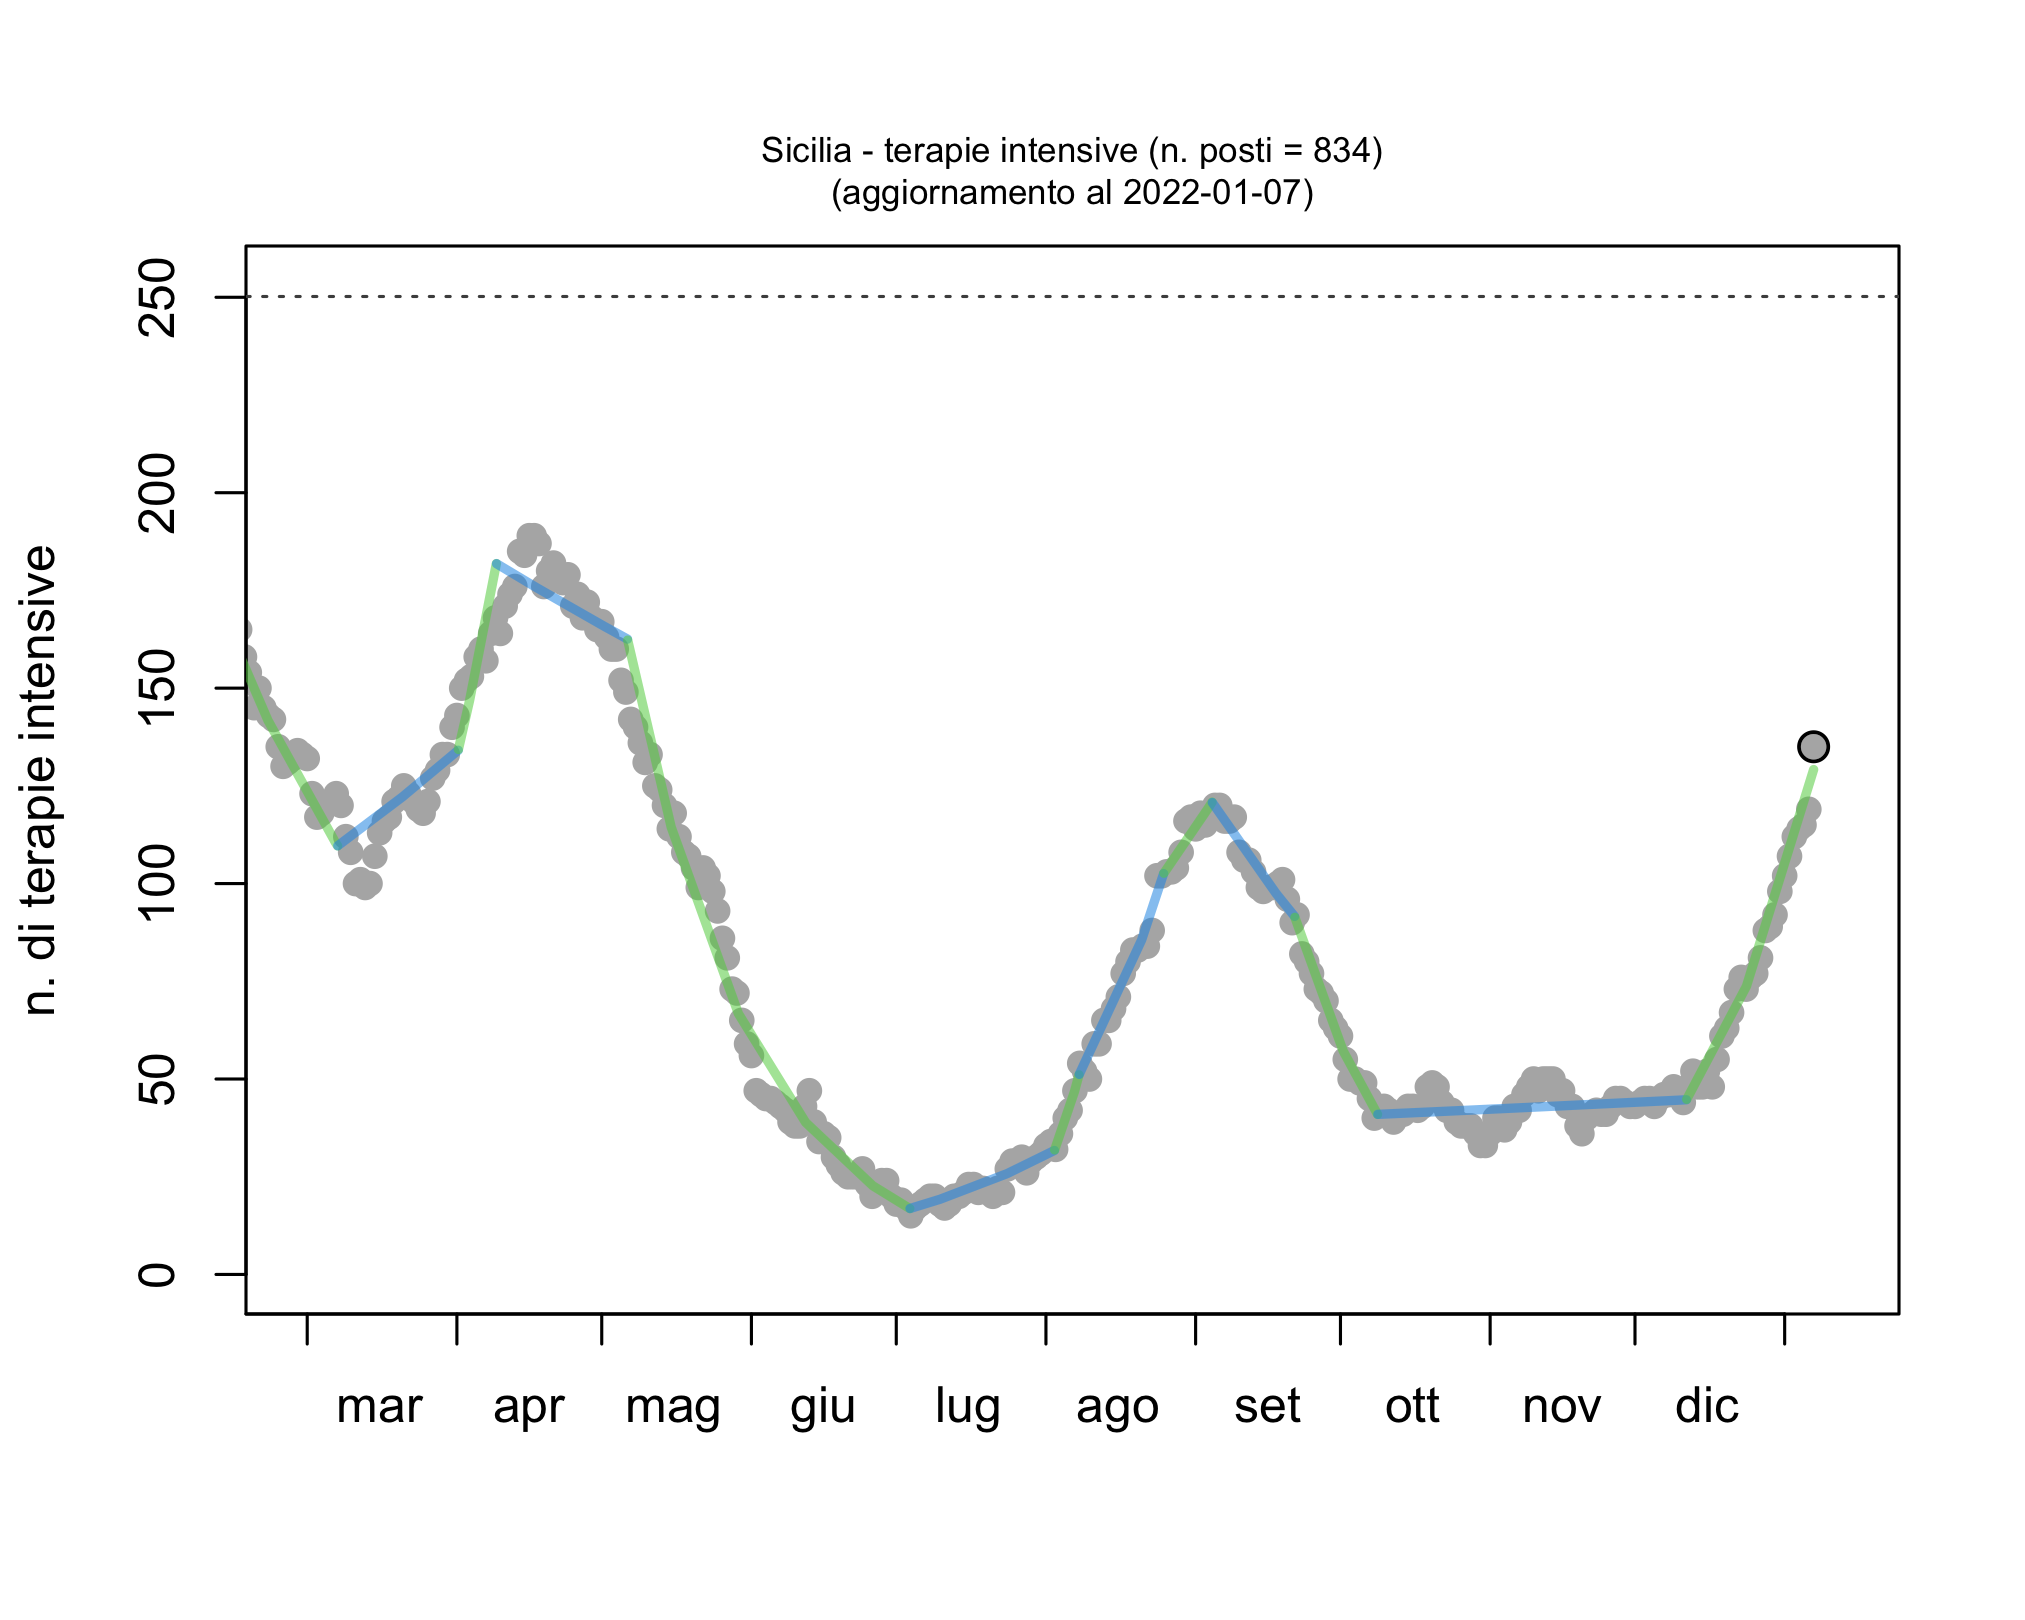 Sicilia - terapie intensive (n. posti = 834)
(aggiornamento al 2022-01-07)
n. di terapie intensive
250
200
150
100
50
0
mar apr mag giu lug ago set ott nov dic